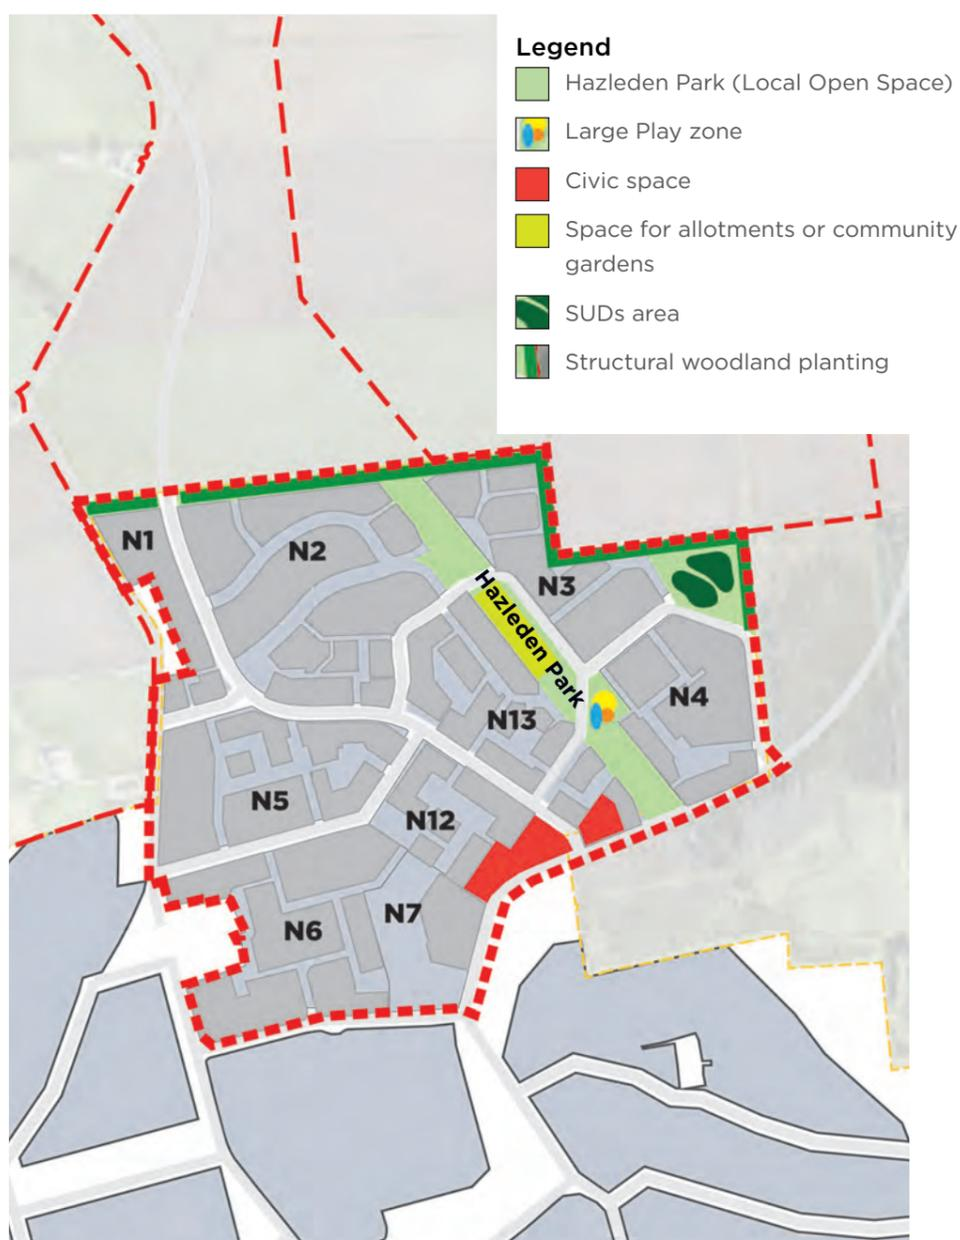 Legend
Hazleden Park (Local Open Space)
Large Play zone
Civic space
Space for allotments or community
gardens
SUDs area
Structural woodland planting
N1
N2
N3
Hazleden Park
N4
N13
N5
N12
N7
N6